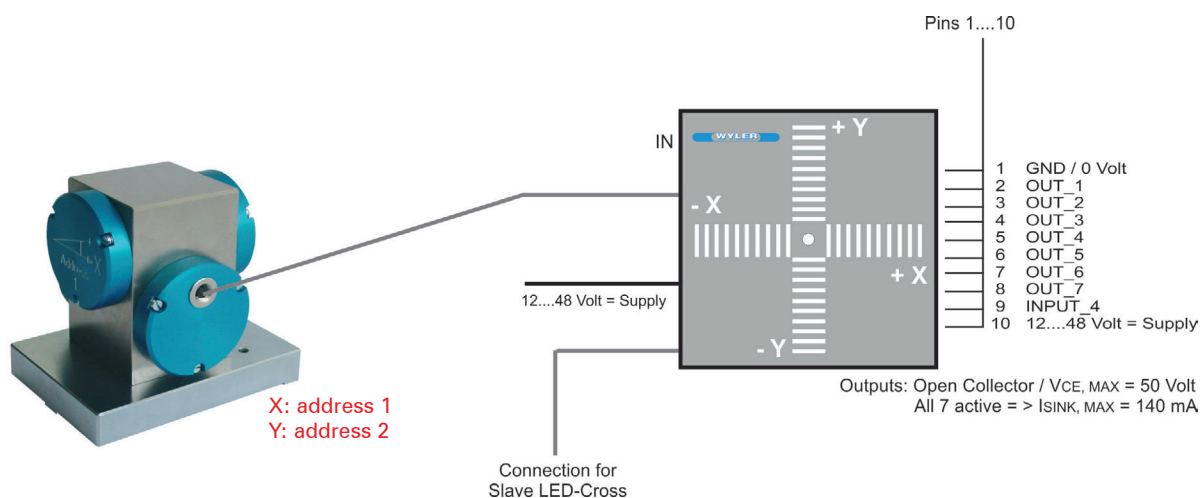 Pins 1....10
IN
WYLER
+ Y
- X
+ X
- Y
1 GND / 0 Volt
2 OUT_1
3 OUT_2
4 OUT_3
5 OUT_4
6 OUT_5
7 OUT_6
8 OUT_7
9 INPUT_4
10 12....48 Volt = Supply
12....48 Volt = Supply
Outputs: Open Collector / VCE, MAX = 50 Volt
All 7 active = > ISINK, MAX = 140 mA
X
Address
1
X: address 1
Y: address 2
Connection for
Slave LED-Cross